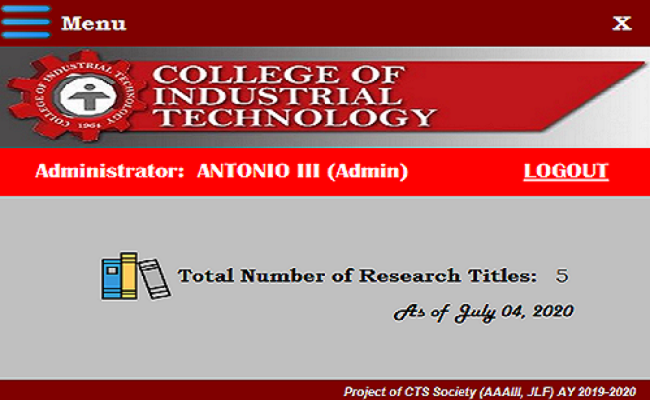 Menu X
COLLEGE OF INDUSTRIAL TECHNOLOGY
1964
COLLEGE OF
INDUSTRIAL
TECHNOLOGY
Administrator: ANTONIO III (Admin) LOGOUT
Total Number of Research Titles: 5
As of July 04, 2020
Project of CTS Society (AAAIII, JLF) AY 2019-2020